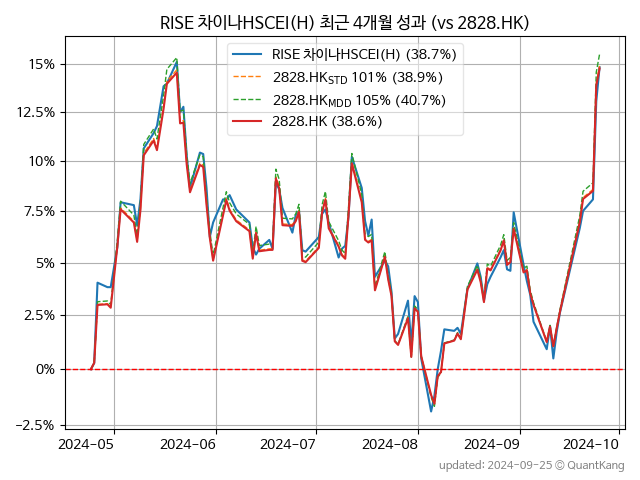 RISE 차이나HSCEI(H) 최근 4개월 성과 (vs 2828.HK)
RISE 차이나HSCEI(H) (38.7%)
2828.HK_STD 101% (38.9%)
2828.HK_MDD 105% (40.7%)
2828.HK (38.6%)
15%
12.5%
10%
7.5%
5%
2.5%
0%
−2.5%
2024-05
2024-06
2024-07
2024-08
2024-09
2024-10
updated: 2024-09-25 © QuantKang